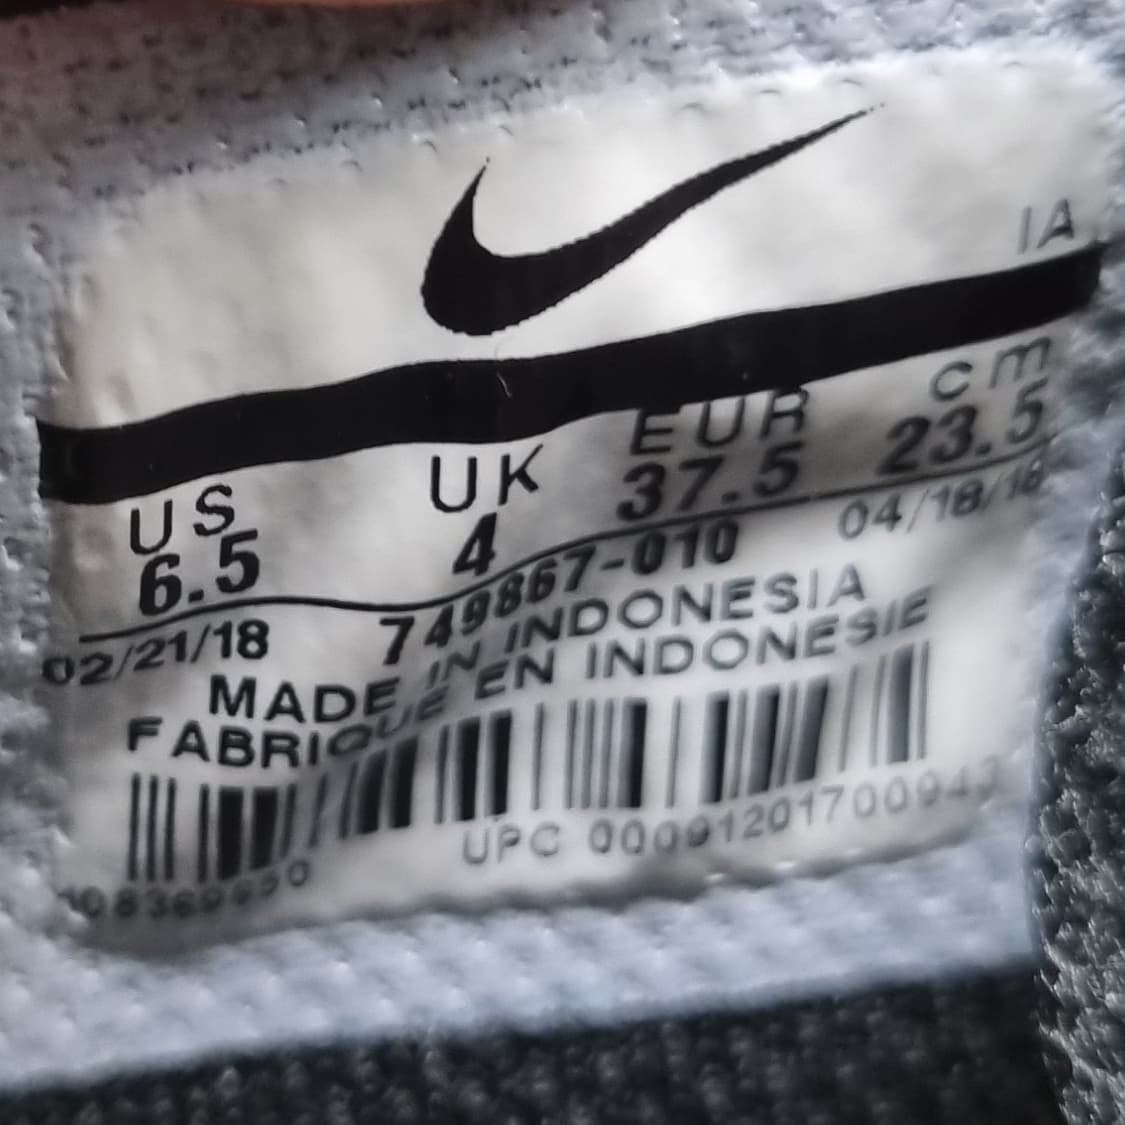 IA
US UK EUR cm
6.5 4 37.5 23.5
02/21/18 749867-010 04/18/18
MADE IN INDONESIA
FABRIQUE EN INDONESIE
UPC